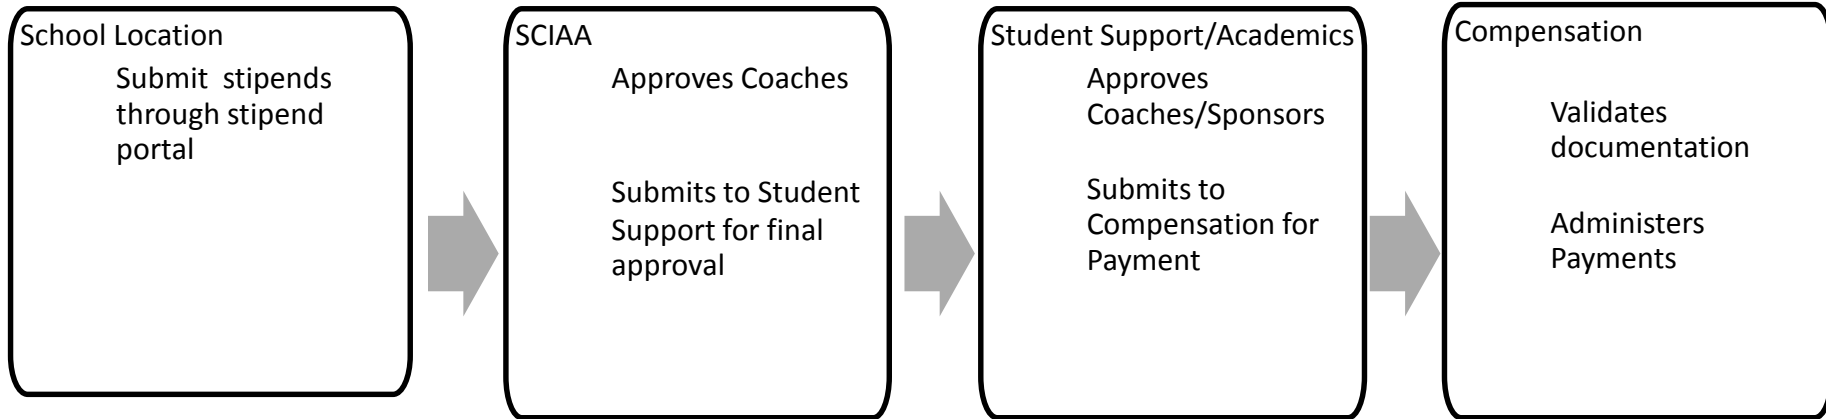 School Location
Submit  stipends
through stipend
portal
SCIAA
Approves Coaches
Submits to Student
Support for final
approval
Student Support/Academics
Approves
Coaches/Sponsors
Submits to
Compensation for
Payment
Compensation
Validates
documentation
Administers
Payments